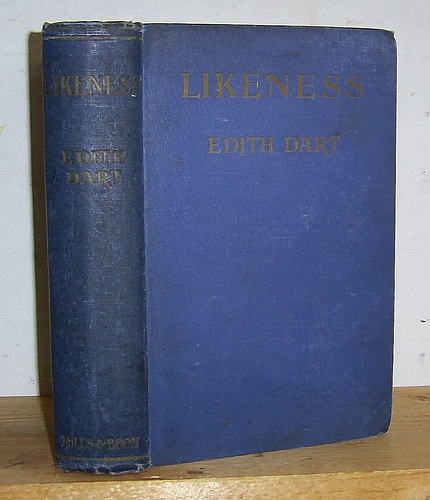 LIKENESS
EDITH
DART
MILLS & BOON
LIKENESS
EDITH DART